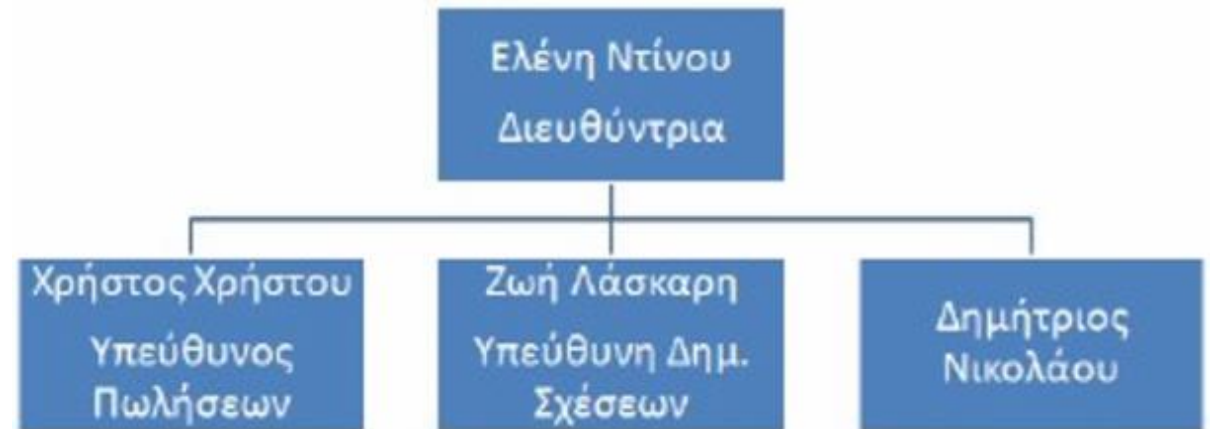 Ελένη Ντίνου
Διευθύντρια
Χρήστος Χρήστου
Υπεύθυνος
Πωλήσεων
Ζωή Λάσκαρη
Υπεύθυνη Δημ.
Σχέσεων
Δημήτριος
Νικολάου